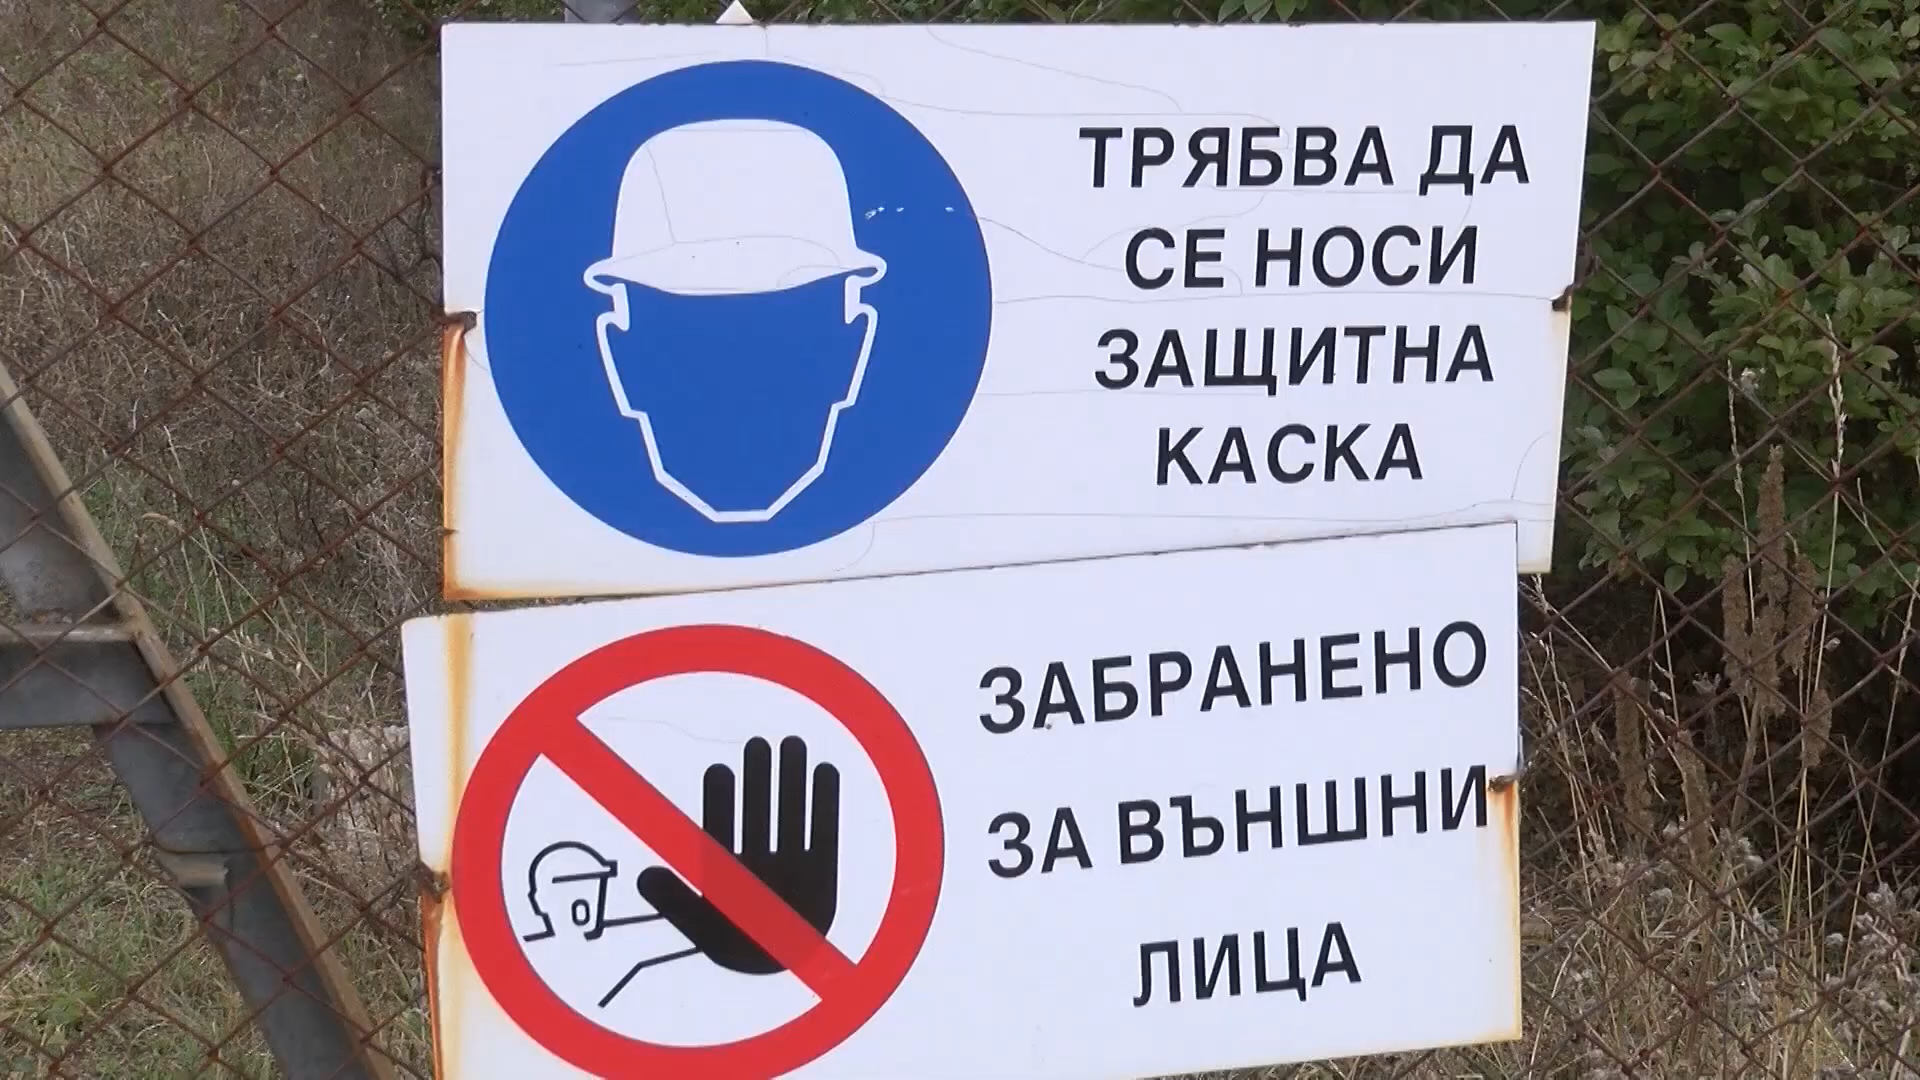 ТРЯБВА ДА
СЕ НОСИ
ЗАЩИТНА
КАСКА
ЗАБРАНЕНО
ЗА ВЪНШНИ
ЛИЦА